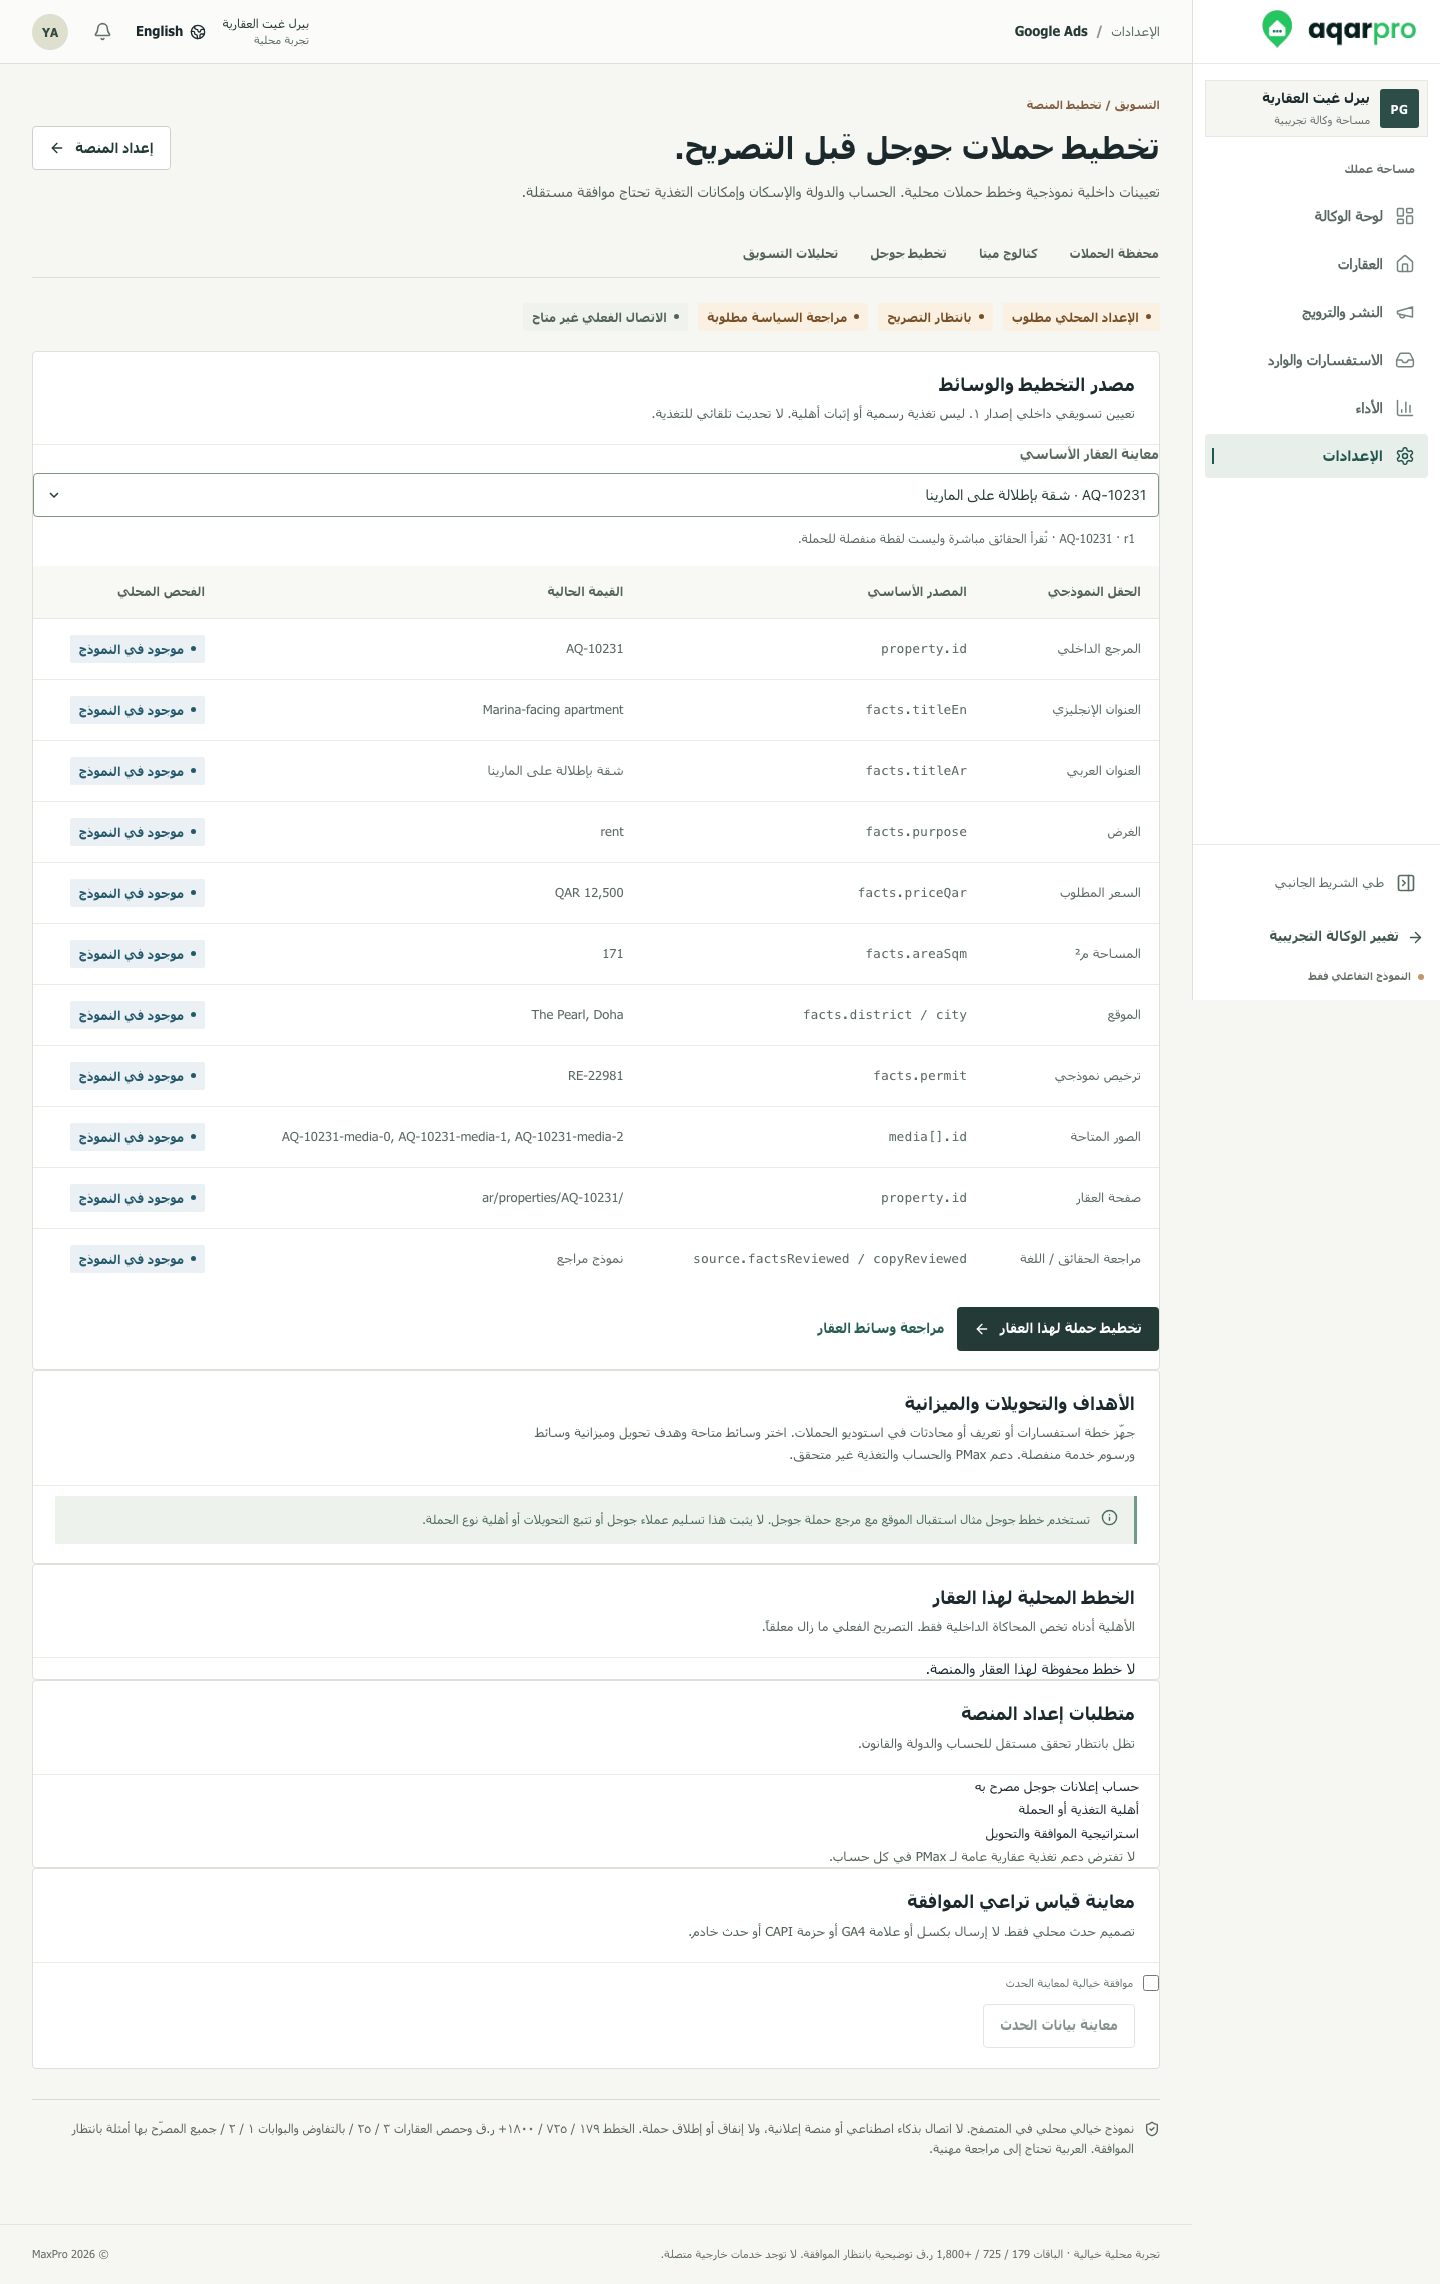 aqarpro
الإعدادات / Google Ads
بيرل غيت العقارية
تجربة محلية
English
YA
PG
بيرل غيت العقارية
مساحة وكالة تجريبية
مساحة عملك
لوحة الوكالة
العقارات
النشر والترويج
الاستفسارات والوارد
الأداء
الإعدادات
طي الشريط الجانبي
تغيير الوكالة التجريبية
النموذج التفاعلي فقط
التسويق / تخطيط المنصة
تخطيط حملات جوجل قبل التصريح.
إعداد المنصة
تعيينات داخلية نموذجية وخطط حملات محلية. الحساب والدولة والإسكان وإمكانات التغذية تحتاج موافقة مستقلة.
محفظة الحملات
كتالوج ميتا
تخطيط جوجل
تحليلات التسويق
الإعداد المحلي مطلوب
بانتظار التصريح
مراجعة السياسة مطلوبة
الاتصال الفعلي غير متاح
مصدر التخطيط والوسائط
تعيين تسويقي داخلي إصدار ١. ليس تغذية رسمية أو إثبات أهلية. لا تحديث تلقائي للتغذية.
معاينة العقار الأساسي
AQ-10231 · شقة بإطلالة على المارينا
AQ-10231 · r1 · تُقرأ الحقائق مباشرة وليست لقطة منفصلة للحملة.
الحقل النموذجي المصدر الأساسي القيمة الحالية الفحص المحلي
المرجع الداخلي property.id AQ-10231 موجود في النموذج
العنوان الإنجليزي facts.titleEn Marina-facing apartment موجود في النموذج
العنوان العربي facts.titleAr شقة بإطلالة على المارينا موجود في النموذج
الغرض facts.purpose rent موجود في النموذج
السعر المطلوب facts.priceQar QAR 12,500 موجود في النموذج
المساحة م² facts.areaSqm 171 موجود في النموذج
الموقع facts.district / city The Pearl, Doha موجود في النموذج
ترخيص نموذجي facts.permit RE-22981 موجود في النموذج
الصور المتاحة media[].id AQ-10231-media-0, AQ-10231-media-1, AQ-10231-media-2 موجود في النموذج
صفحة العقار property.id ar/properties/AQ-10231/ موجود في النموذج
مراجعة الحقائق / اللغة source.factsReviewed / copyReviewed نموذج مراجع موجود في النموذج
تخطيط حملة لهذا العقار
مراجعة وسائط العقار
الأهداف والتحويلات والميزانية
جهّز خطة استفسارات أو تعريف أو محادثات في استوديو الحملات. اختر وسائط متاحة وهدف تحويل وميزانية وسائط
ورسوم خدمة منفصلة. دعم PMax والحساب والتغذية غير متحقق.
تستخدم خطط جوجل مثال استقبال الموقع مع مرجع حملة جوجل. لا يثبت هذا تسليم عملاء جوجل أو تتبع التحويلات أو أهلية نوع الحملة.
الخطط المحلية لهذا العقار
الأهلية أدناه تخص المحاكاة الداخلية فقط. التصريح الفعلي ما زال معلقاً.
لا خطط محفوظة لهذا العقار والمنصة.
متطلبات إعداد المنصة
تظل بانتظار تحقق مستقل للحساب والدولة والقانون.
حساب إعلانات جوجل مصرح به
أهلية التغذية أو الحملة
استراتيجية الموافقة والتحويل
لا تفترض دعم تغذية عقارية عامة لـ PMax في كل حساب.
معاينة قياس تراعي الموافقة
تصميم حدث محلي فقط. لا إرسال بكسل أو علامة GA4 أو حزمة CAPI أو حدث خادم.
موافقة خيالية لمعاينة الحدث
معاينة بيانات الحدث
نموذج خيالي محلي في المتصفح. لا اتصال بذكاء اصطناعي أو منصة إعلانية، ولا إنفاق أو إطلاق حملة. الخطط ١٧٩ / ٧٢٥ / ١٨٠٠+ ر.ق وحصص العقارات ٣ / ٢٥ / بالتفاوض والبوابات ١ / ٢ / جميع المصرّح بها أمثلة بانتظار
الموافقة. العربية تحتاج إلى مراجعة مهنية.
تجربة محلية خيالية · الباقات 179 / 725 / +1,800 ر.ق توضيحية بانتظار الموافقة. لا توجد خدمات خارجية متصلة.
© MaxPro 2026